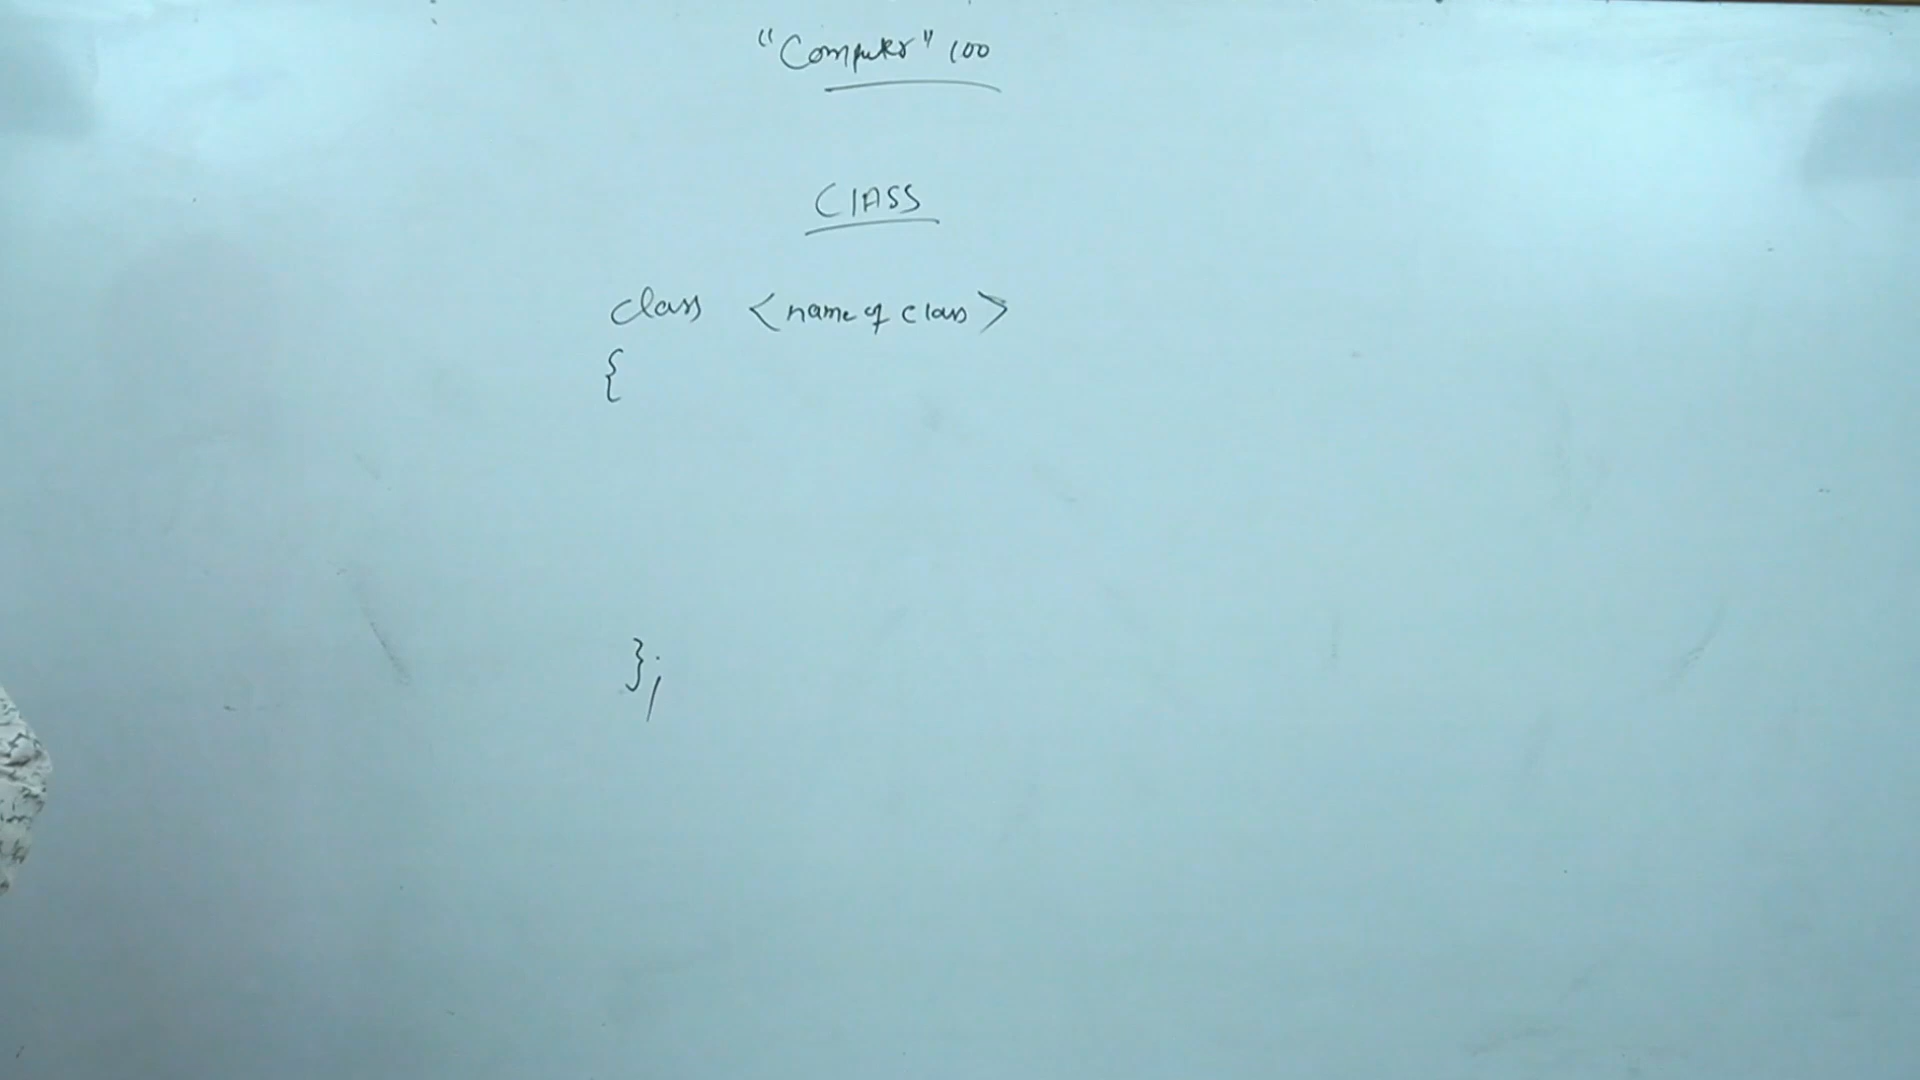 "Computer" 100
ClASS
class <name of class>
{
};